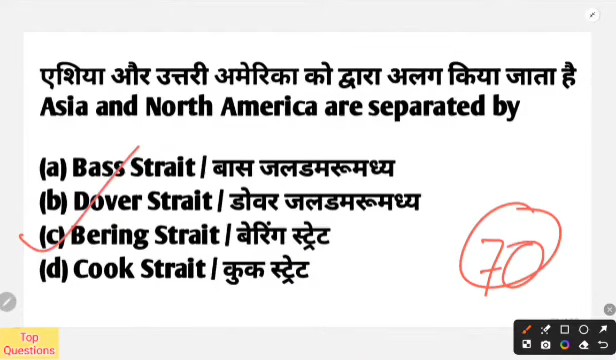 एशिया और उत्तरी अमेरिका को द्वारा अलग किया जाता है
Asia and North America are separated by
(a) Bass Strait / बास जलडमरूमध्य
(b) Dover Strait / डोवर जलडमरूमध्य
(c) Bering Strait / बेरिंग स्ट्रेट
(d) Cook Strait / कुक स्ट्रेट
70
Top
Questions